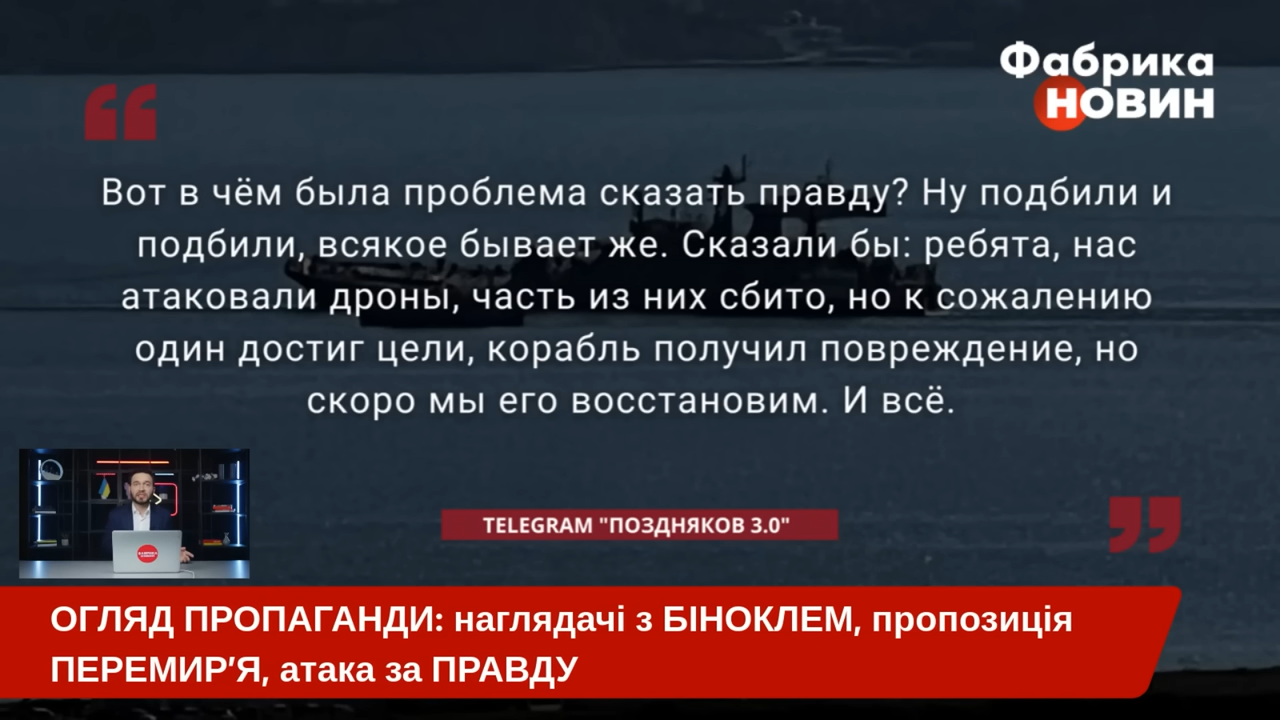 Фабрика
НОВИН
Вот в чём была проблема сказать правду? Ну подбили и
подбили, всякое бывает же. Сказали бы: ребята, нас
атаковали дроны, часть из них сбито, но к сожалению
один достиг цели, корабль получил повреждение, но
скоро мы его восстановим. И всё.
TELEGRAM "ПОЗДНЯКОВ 3.0"
ОГЛЯД ПРОПАГАНДИ: наглядачі з БІНОКЛЕМ, пропозиція
ПЕРЕМИР'Я, атака за ПРАВДУ